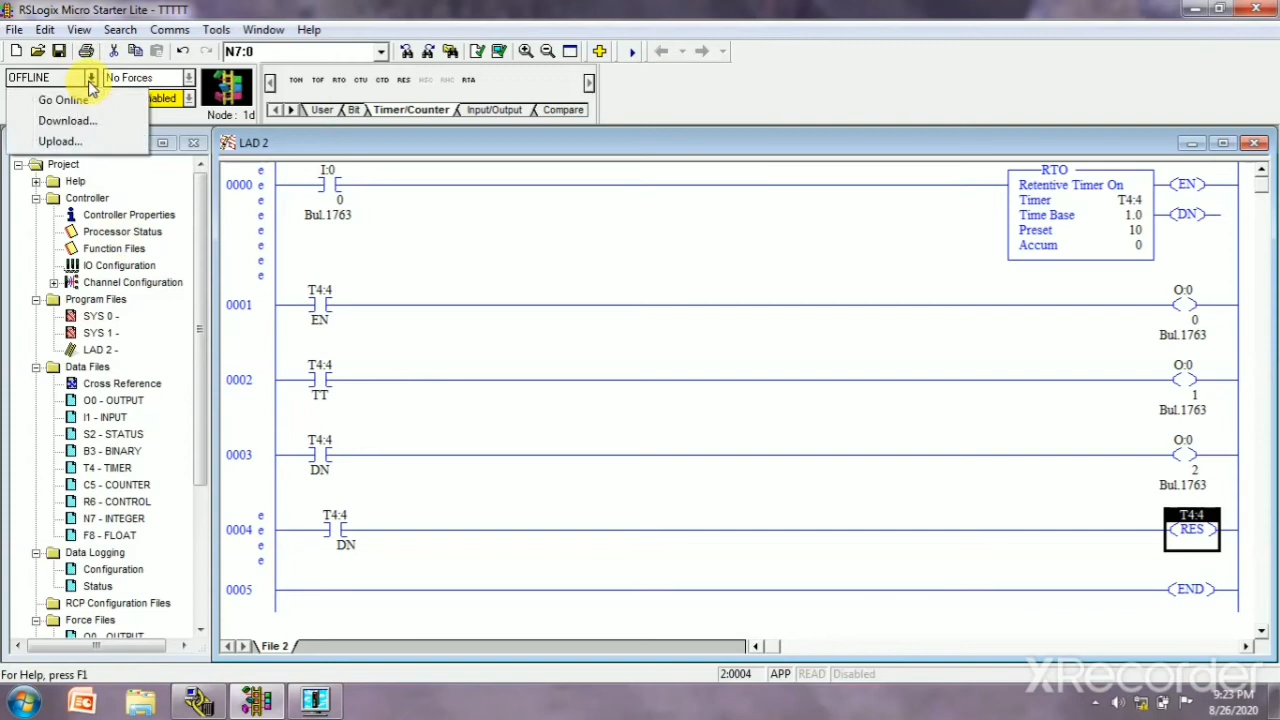 RSLogix Micro Starter Lite - TTTTT
File Edit View Search Comms Tools Window Help
N7:0
OFFLINE No Forces
Go Online
abled
Download...
Upload...
Node : 1d
TON TOF RTO CTU CTD RES HSC RHC RTA
User Bit Timer/Counter Input/Output Compare
Project
Help
Controller
Controller Properties
Processor Status
Function Files
IO Configuration
Channel Configuration
Program Files
SYS 0 -
SYS 1 -
LAD 2 -
Data Files
Cross Reference
O0 - OUTPUT
I1 - INPUT
S2 - STATUS
B3 - BINARY
T4 - TIMER
C5 - COUNTER
R6 - CONTROL
N7 - INTEGER
F8 - FLOAT
Data Logging
Configuration
Status
RCP Configuration Files
Force Files
O0 - OUTPUT
LAD 2
0000
e
e
e
e
e
e
e
e
I:0
0
Bul.1763
RTO
Retentive Timer On
Timer T4:4
Time Base 1.0
Preset 10
Accum 0
EN
DN
0001
T4:4
EN
O:0
0
Bul.1763
0002
T4:4
TT
O:0
1
Bul.1763
0003
T4:4
DN
O:0
2
Bul.1763
0004
e
e
e
e
T4:4
DN
T4:4
RES
0005
END
File 2
For Help, press F1
2:0004 APP READ Disabled
XRecorder
9:23 PM
8/26/2020